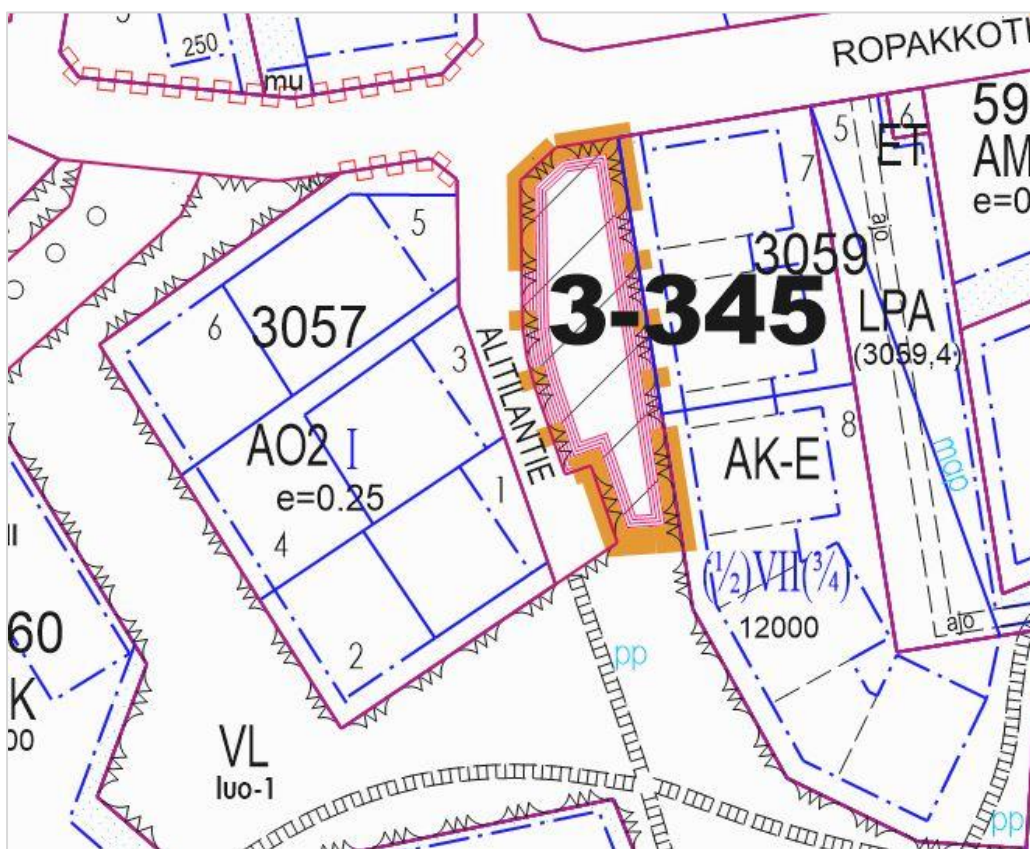 250
mu
ROPAKKOTI
59
AM
e=0
6
ET
5
7
ajo
5
3059
LPA
(3059,4)
3-345
6
3057
3
ALITILANTIE
AO2 I
e=0.25
8
AK-E
map
1
4
(1/2)VII(3/4)
12000
ajo
60
K
00
2
pp
VL
luo-1
pp